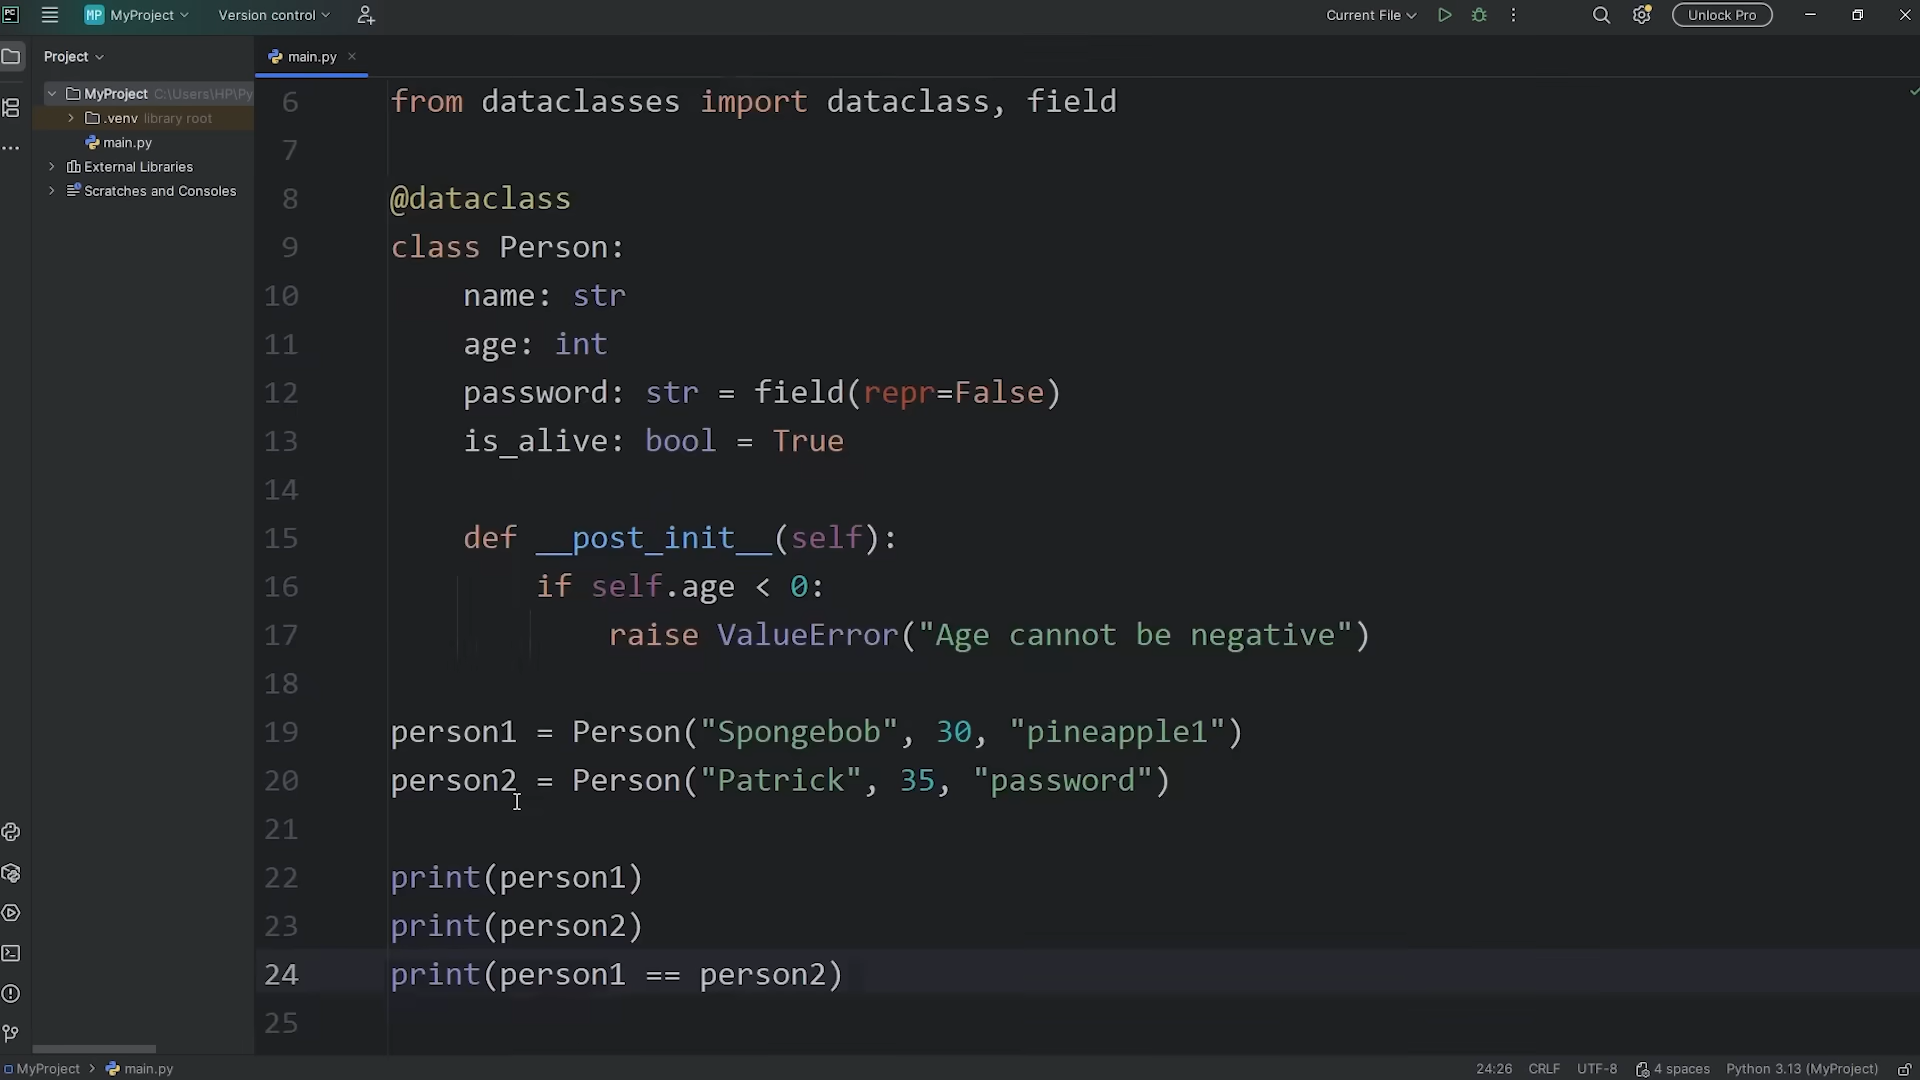 PC MP MyProject Version control Current File Unlock Pro
Project main.py
MyProject C:\Users\HP\Py
.venv library root
main.py
External Libraries
Scratches and Consoles
6 from dataclasses import dataclass, field
7
8 @dataclass
9 class Person:
10     name: str
11     age: int
12     password: str = field(repr=False)
13     is_alive: bool = True
14
15     def __post_init__(self):
16         if self.age < 0:
17             raise ValueError("Age cannot be negative")
18
19 person1 = Person("Spongebob", 30, "pineapple1")
20 person2 = Person("Patrick", 35, "password")
21
22 print(person1)
23 print(person2)
24 print(person1 == person2)
25
MyProject > main.py 24:26 CRLF UTF-8 4 spaces Python 3.13 (MyProject)